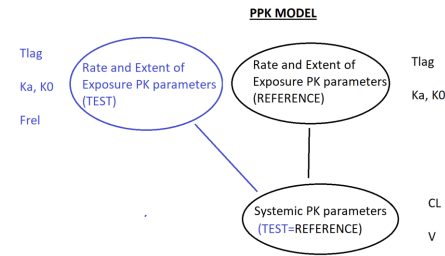 PPK MODEL
Tlag
Ka, K0
Frel
Rate and Extent of
Exposure PK parameters
(TEST)
Rate and Extent of
Exposure PK parameters
(REFERENCE)
Tlag
Ka, K0
Systemic PK parameters
(TEST=REFERENCE)
CL
V